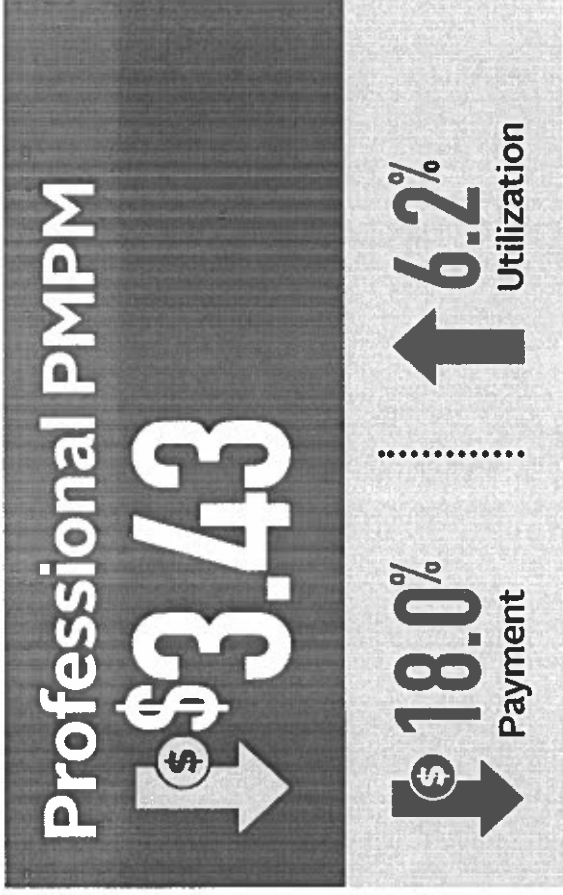 Professional PMPM
$3.43
$
18.0%
Payment
$
6.2%
Utilization